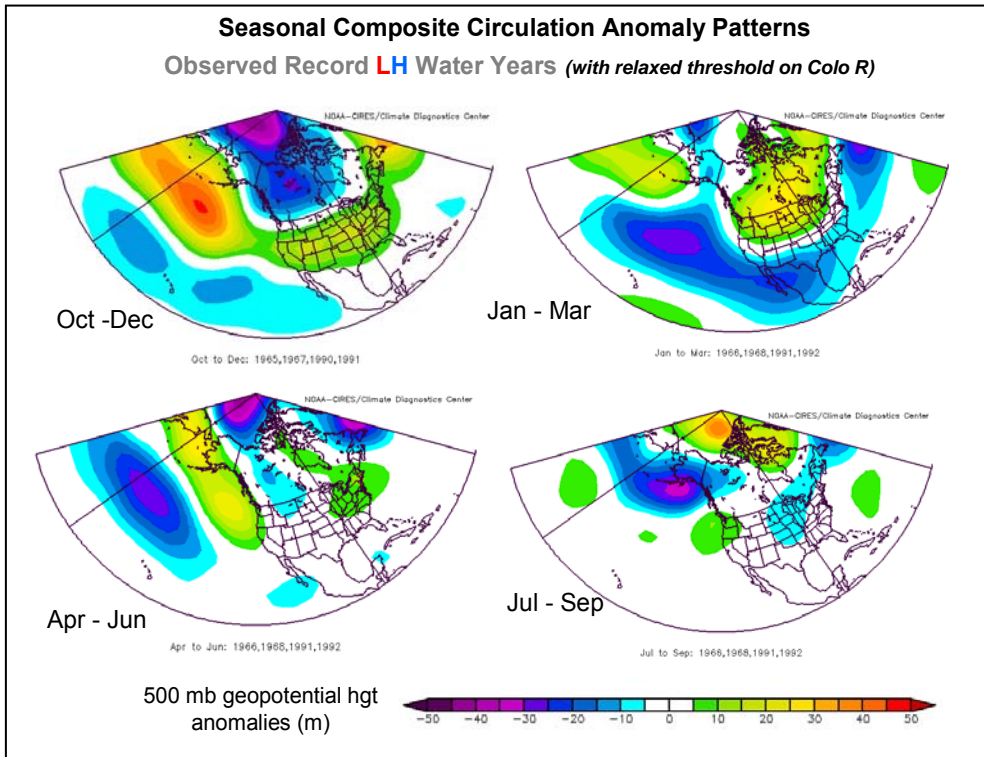 Seasonal Composite Circulation Anomaly Patterns
Observed Record LH Water Years (with relaxed threshold on Colo R)
NOAA-CIRES/Climate Diagnostics Center
Oct -Dec
Oct to Dec: 1965,1967,1990,1991
NOAA-CIRES/Climate Diagnostics Center
Jan - Mar
Jan to Mar: 1966,1968,1991,1992
NOAA-CIRES/Climate Diagnostics Center
Apr - Jun
Apr to Jun: 1966,1968,1991,1992
NOAA-CIRES/Climate Diagnostics Center
Jul - Sep
Jul to Sep: 1966,1968,1991,1992
500 mb geopotential hgt
anomalies (m)
-50 -40 -30 -20 -10 0 10 20 30 40 50